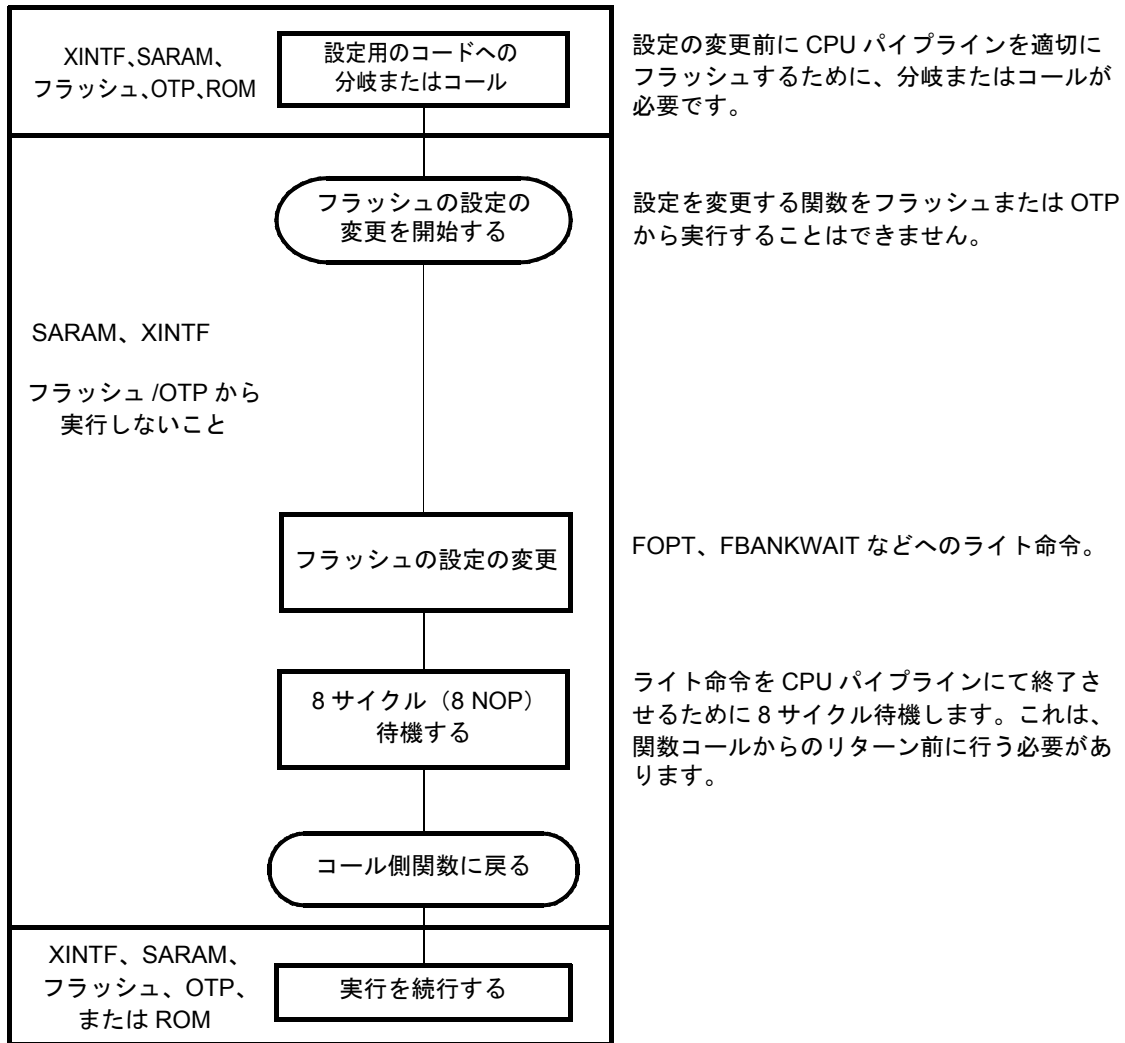 XINTF、SARAM、
フラッシュ、OTP、ROM
設定用のコードへの
分岐またはコール
設定の変更前に CPU パイプラインを適切に
フラッシュするために、分岐またはコールが
必要です。
フラッシュの設定の
変更を開始する
設定を変更する関数をフラッシュまたは OTP
から実行することはできません。
SARAM、XINTF
フラッシュ /OTP から
実行しないこと
フラッシュの設定の変更
FOPT、FBANKWAIT などへのライト命令。
8 サイクル（8 NOP）
待機する
ライト命令を CPU パイプラインにて終了さ
せるために 8 サイクル待機します。これは、
関数コールからのリターン前に行う必要があ
ります。
コール側関数に戻る
XINTF、SARAM、
フラッシュ、OTP、
または ROM
実行を続行する